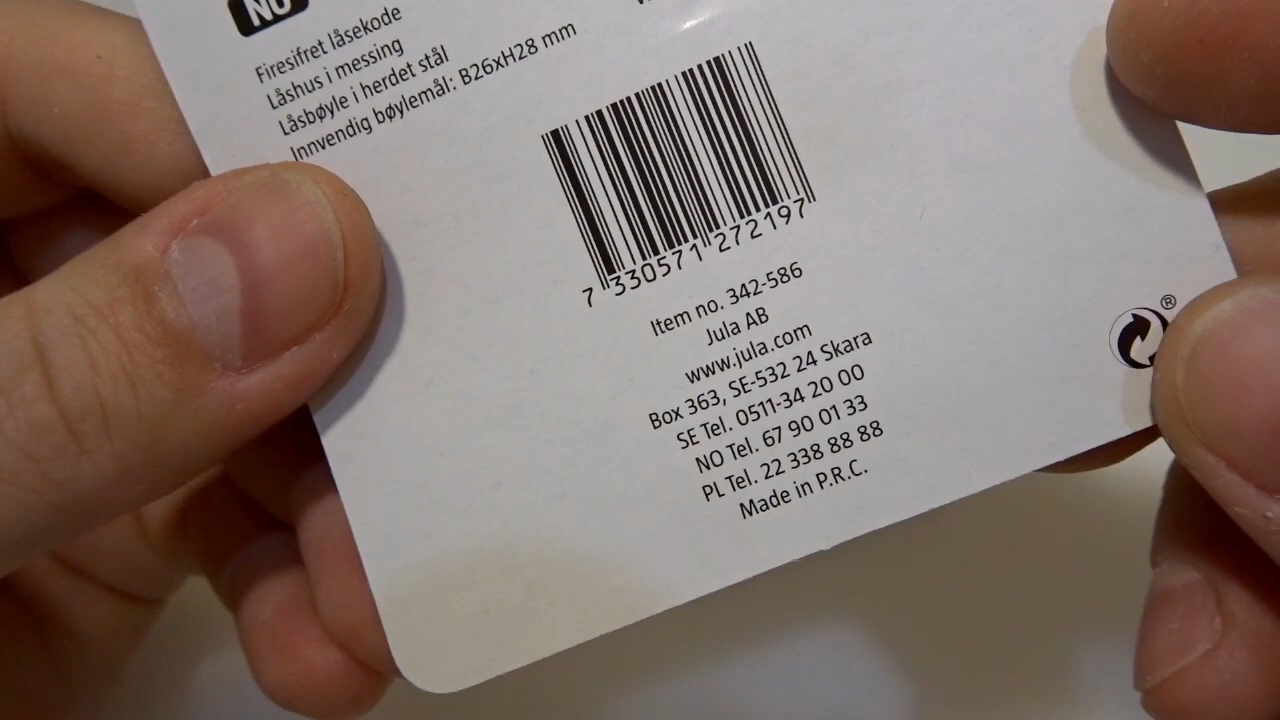 NO
Firesifret låsekode
Låshus i messing
Låsbøyle i herdet stål
Innvendig bøylemål: B26xH28 mm
7 330571 272197
Item no. 342-586
Jula AB
www.jula.com
Box 363, SE-532 24 Skara
SE Tel. 0511-34 20 00
NO Tel. 67 90 01 33
PL Tel. 22 338 88 88
Made in P.R.C.
®